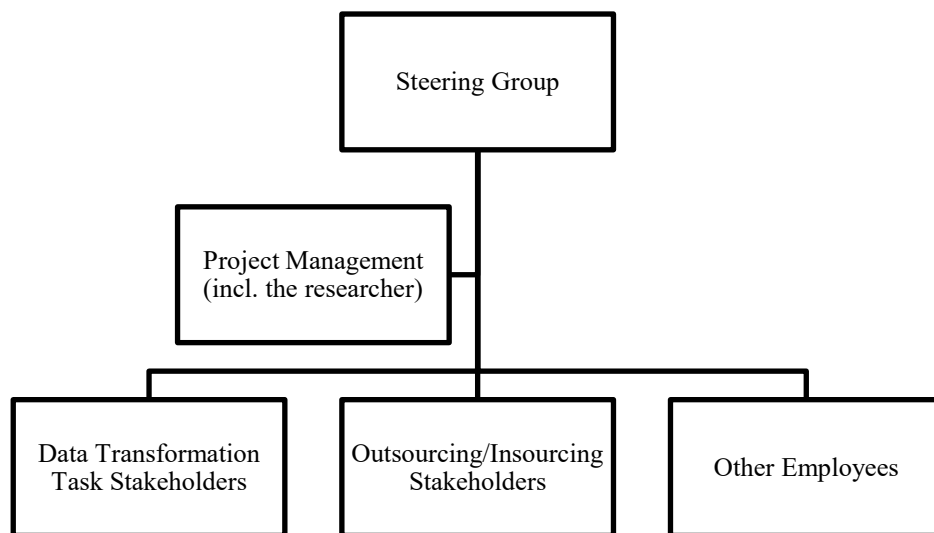 Steering Group
Project Management
(incl. the researcher)
Data Transformation
Task Stakeholders
Outsourcing/Insourcing
Stakeholders
Other Employees